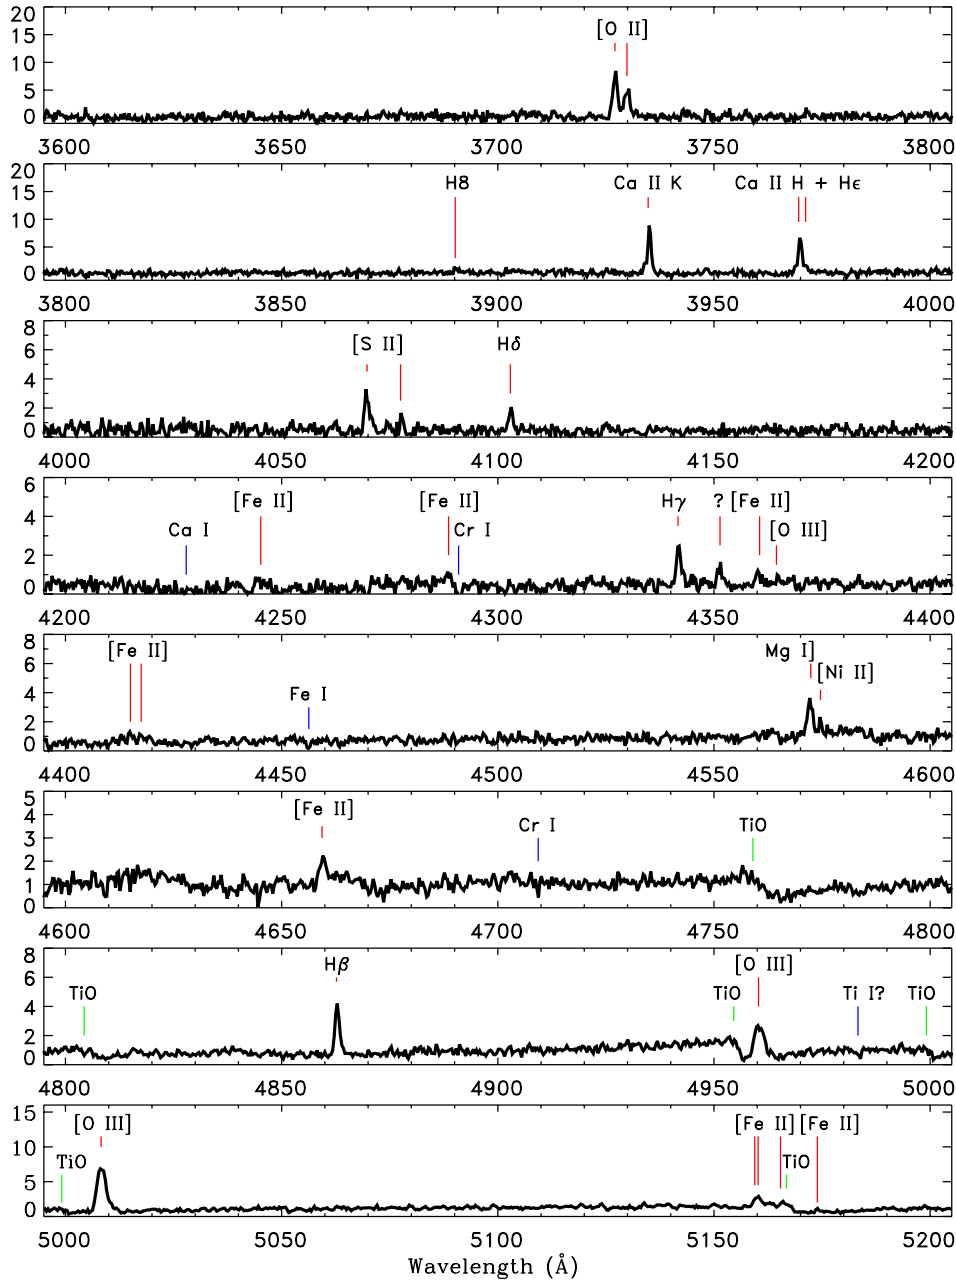 20
[O II]
15
10
5
0
3600 3650 3700 3750 3800
20
H8 Ca II K Ca II H + Hε
15
10
5
0
3800 3850 3900 3950 4000
8
[S II] Hδ
6
4
2
0
4000 4050 4100 4150 4200
6
[Fe II] [Fe II] Hγ ? [Fe II]
Ca I Cr I [O III]
4
2
0
4200 4250 4300 4350 4400
8
[Fe II] Mg I]
[Ni II]
6
Fe I
4
2
0
4400 4450 4500 4550 4600
5
[Fe II]
4
Cr I TiO
3
2
1
0
4600 4650 4700 4750 4800
8
Hβ [O III]
6
TiO TiO Ti I? TiO
4
2
0
4800 4850 4900 4950 5000
15
[O III] [Fe II] [Fe II]
10
TiO TiO
5
0
5000 5050 5100 5150 5200
Wavelength (Å)